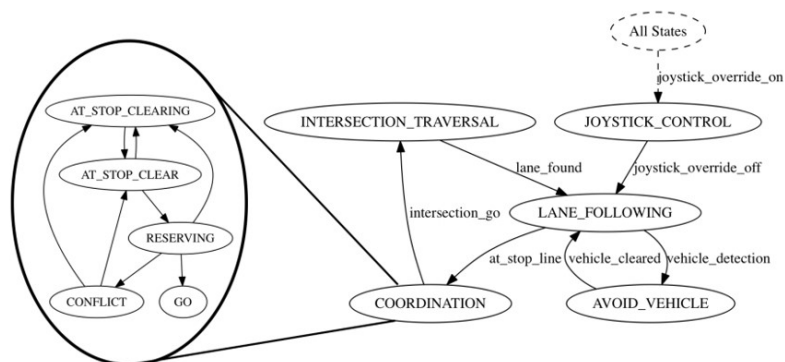 All States
joystick_override_on
AT_STOP_CLEARING
INTERSECTION_TRAVERSAL
JOYSTICK_CONTROL
lane_found
joystick_override_off
AT_STOP_CLEAR
intersection_go
LANE_FOLLOWING
RESERVING
at_stop_line
vehicle_cleared
vehicle_detection
CONFLICT
GO
COORDINATION
AVOID_VEHICLE